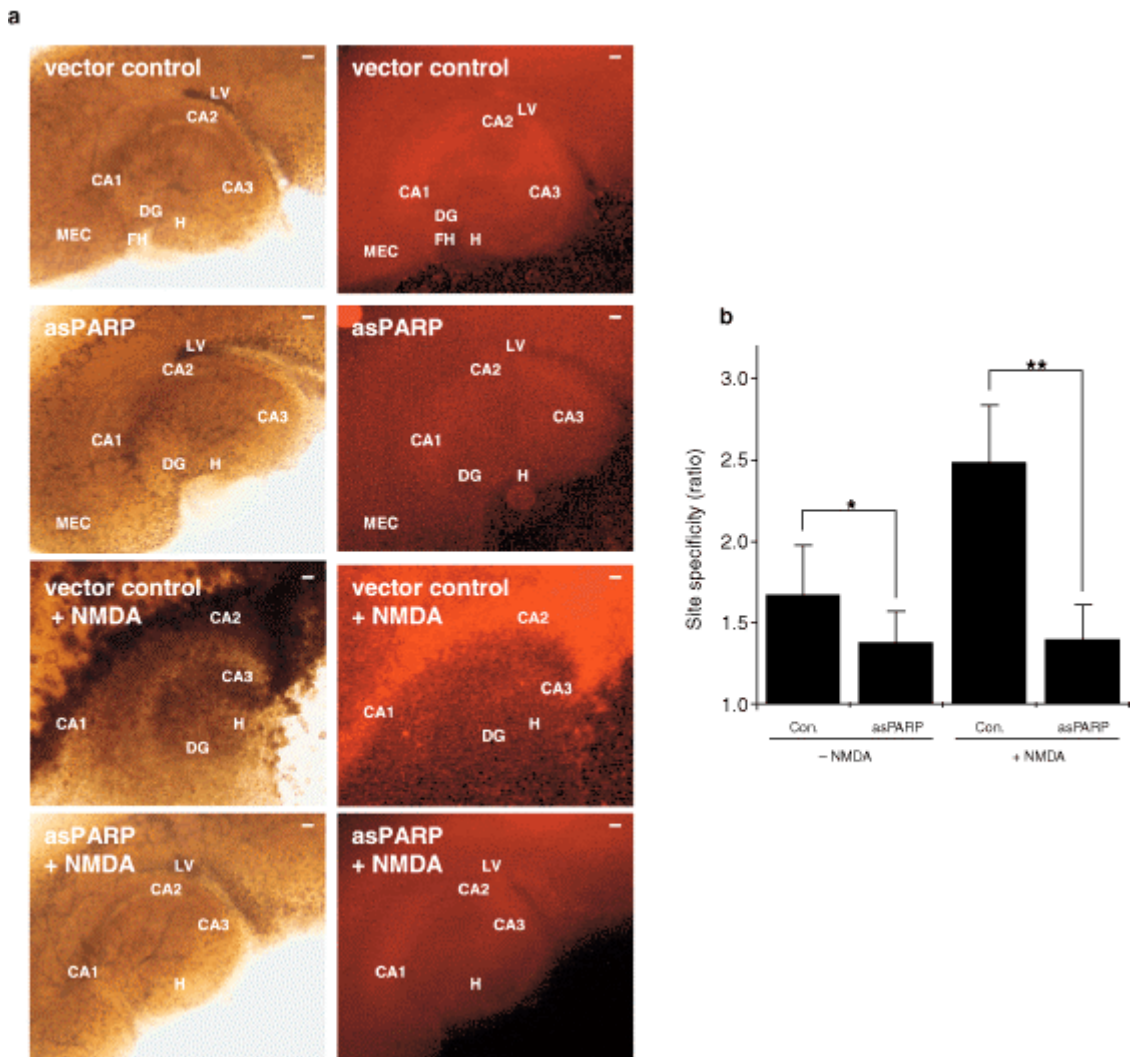 a
vector control
LV
CA2
CA1
CA3
DG
H
MEC
FH
vector control
LV
CA2
CA1
CA3
DG
FH H
MEC
asPARP
LV
CA2
CA3
CA1
DG H
MEC
asPARP
LV
CA2
CA3
CA1
DG H
MEC
vector control
+ NMDA
CA2
CA3
CA1
H
DG
vector control
+ NMDA
CA2
CA3
CA1
H
DG
asPARP
+ NMDA
LV
CA2
CA3
CA1
H
asPARP
+ NMDA
LV
CA2
CA3
CA1
H
b
Site specificity (ratio)
3.0
2.5
2.0
1.5
1.0
*
**
Con. asPARP Con. asPARP
– NMDA + NMDA